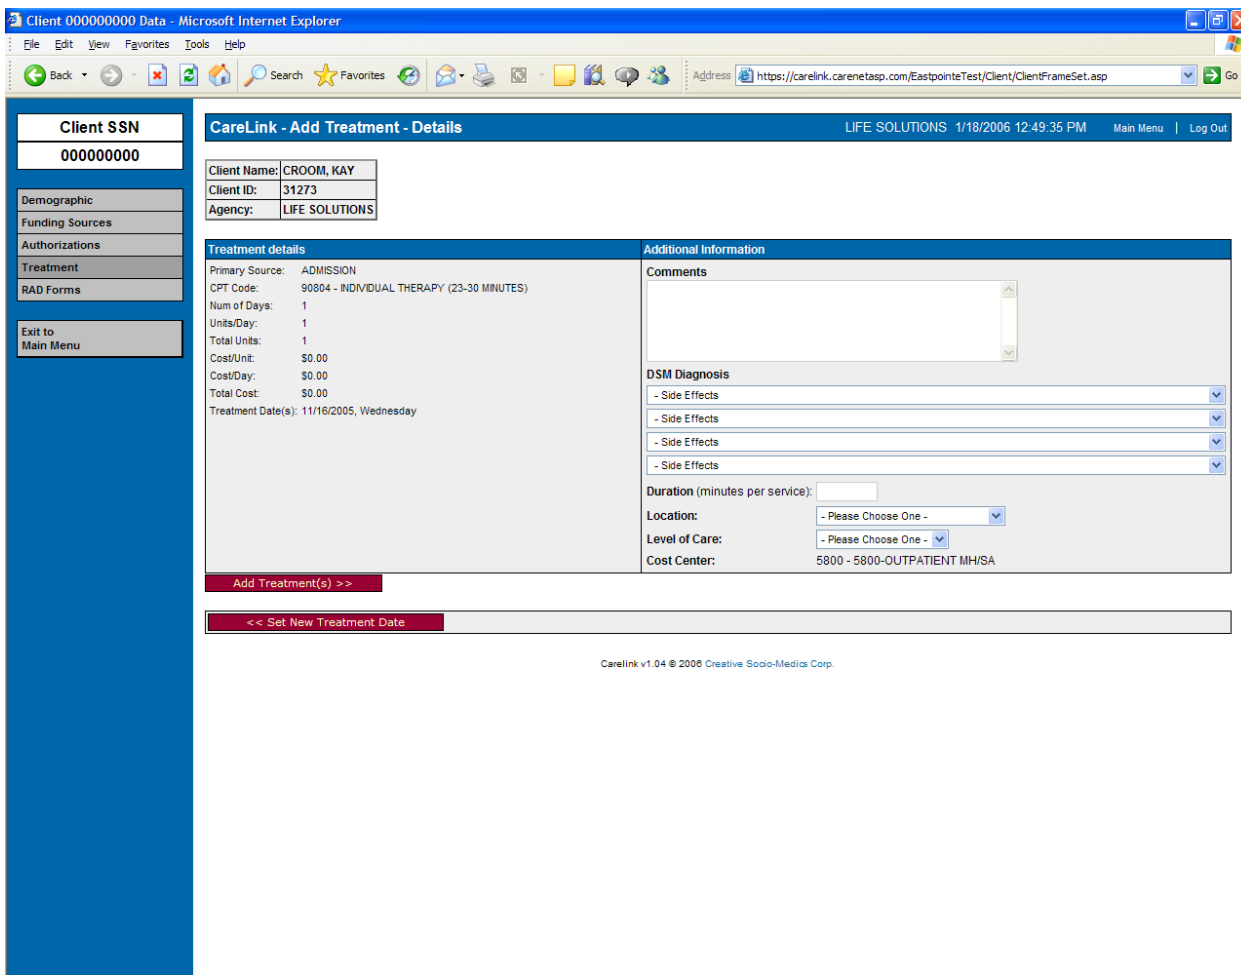 Client 000000000 Data - Microsoft Internet Explorer
File Edit View Favorites Tools Help
Back Search Favorites Address https://carelink.carenetasp.com/EastpointeTest/Client/ClientFrameSet.asp Go
Client SSN
000000000
Demographic
Funding Sources
Authorizations
Treatment
RAD Forms
Exit to
Main Menu
CareLink - Add Treatment - Details LIFE SOLUTIONS 1/18/2006 12:49:35 PM Main Menu | Log Out
Client Name: CROOM, KAY
Client ID: 31273
Agency: LIFE SOLUTIONS
Treatment details
Primary Source: ADMISSION
CPT Code: 90804 - INDIVIDUAL THERAPY (23-30 MINUTES)
Num of Days: 1
Units/Day: 1
Total Units: 1
Cost/Unit: $0.00
Cost/Day: $0.00
Total Cost: $0.00
Treatment Date(s): 11/16/2005, Wednesday
Additional Information
Comments
DSM Diagnosis
- Side Effects
- Side Effects
- Side Effects
- Side Effects
Duration (minutes per service):
Location: - Please Choose One -
Level of Care: - Please Choose One -
Cost Center: 5800 - 5800-OUTPATIENT MH/SA
Add Treatment(s) >>
<< Set New Treatment Date
Carelink v1.04 © 2006 Creative Socio-Medics Corp.